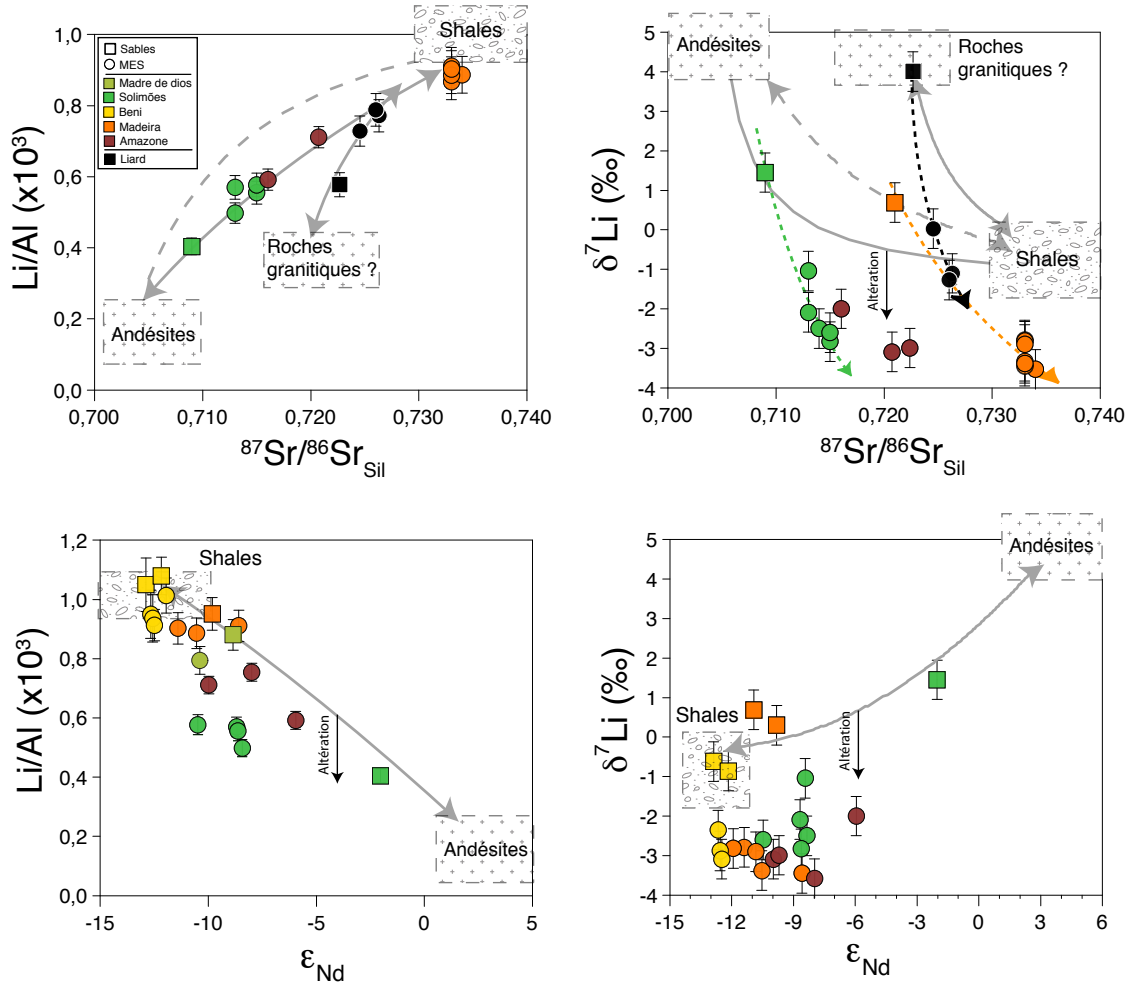 1,0
0,8
0,6
0,4
0,2
0,0
Li/Al (x10³)
Sables
MES
Madre de dios
Solimões
Beni
Madeira
Amazone
Liard
Shales
Roches
granitiques ?
Andésites
0,700
0,710
0,720
0,730
0,740
⁸⁷Sr/⁸⁶Sr_Sil
5
4
3
2
1
0
-1
-2
-3
-4
δ⁷Li (‰)
Andésites
Roches
granitiques ?
Shales
Altération
0,700
0,710
0,720
0,730
0,740
⁸⁷Sr/⁸⁶Sr_Sil
1,2
1,0
0,8
0,6
0,4
0,2
0,0
Li/Al (x10³)
Shales
Altération
Andésites
-15
-10
-5
0
5
ε_Nd
5
4
3
2
1
0
-1
-2
-3
-4
δ⁷Li (‰)
Andésites
Shales
Altération
-15
-12
-9
-6
-3
0
3
6
ε_Nd